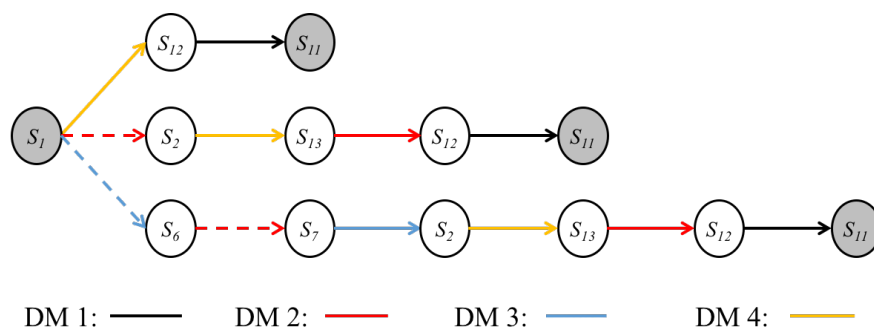 S12 S11
S1 S2 S13 S12 S11
S6 S7 S2 S13 S12 S11
DM 1: DM 2: DM 3: DM 4: